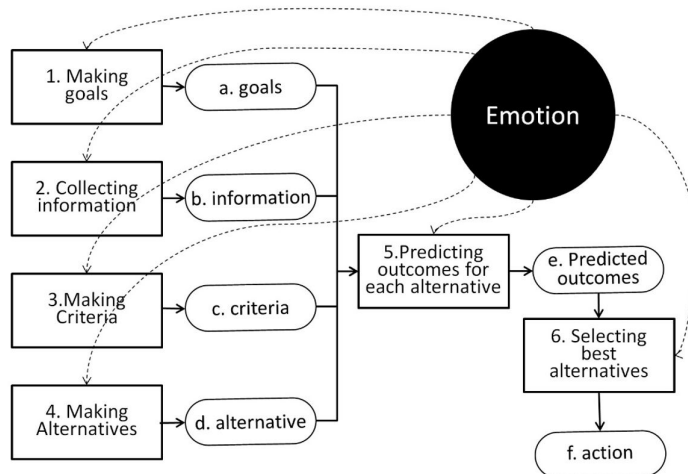 1. Making
goals
a. goals
Emotion
2. Collecting
information
b. information
3.Making
Criteria
c. criteria
4. Making
Alternatives
d. alternative
5.Predicting
outcomes for
each alternative
e. Predicted
outcomes
6. Selecting
best
alternatives
f. action